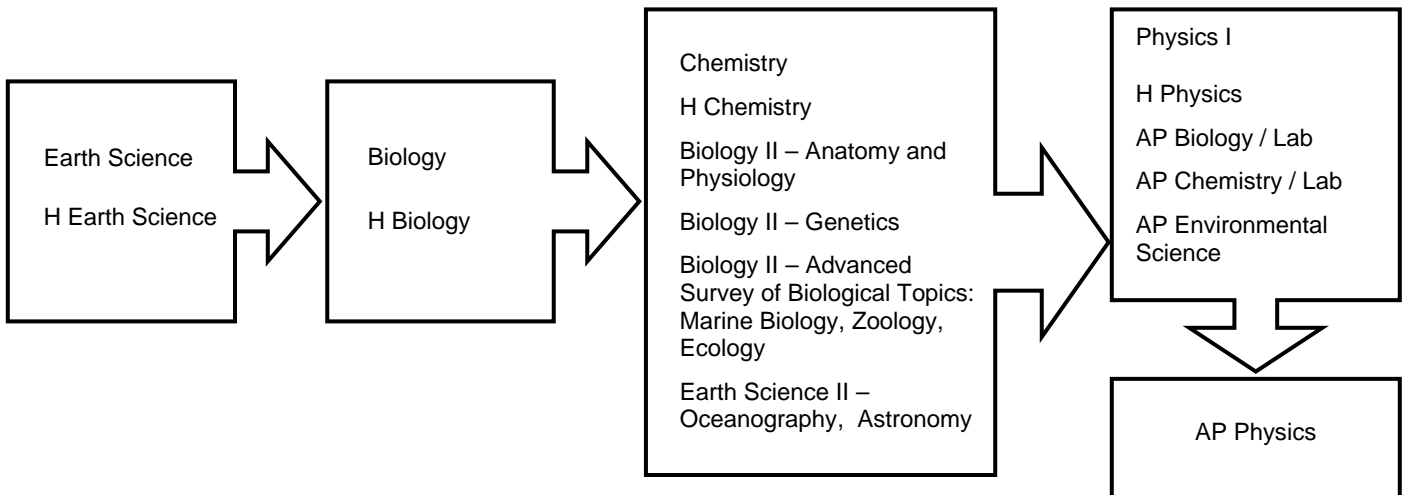 Earth Science
H Earth Science
Biology
H Biology
Chemistry
H Chemistry
Biology II – Anatomy and
Physiology
Biology II – Genetics
Biology II – Advanced
Survey of Biological Topics:
Marine Biology, Zoology,
Ecology
Earth Science II –
Oceanography, Astronomy
Physics I
H Physics
AP Biology / Lab
AP Chemistry / Lab
AP Environmental
Science
AP Physics